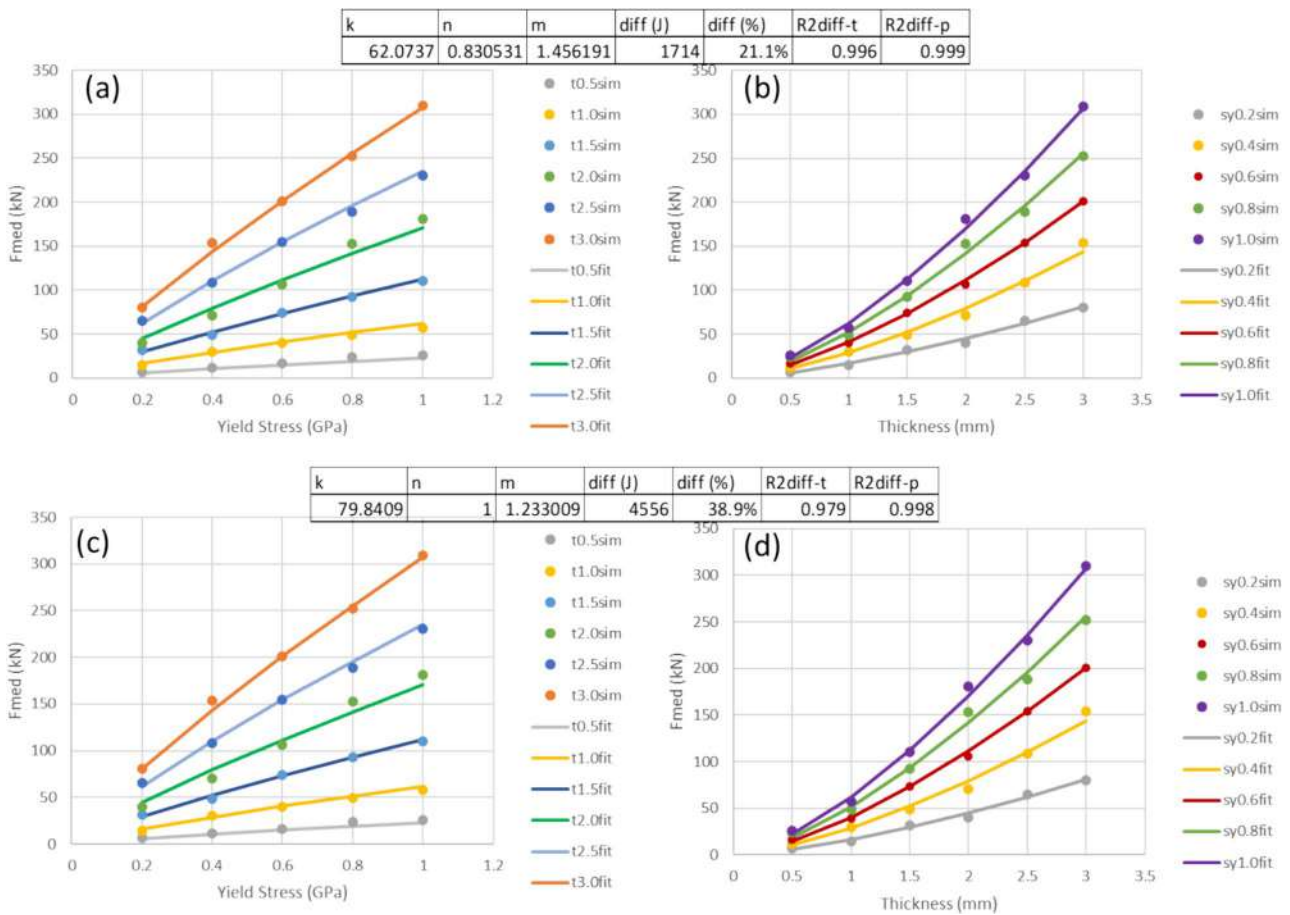 k n m diff (J) diff (%) R2diff-t R2diff-p
62.0737 0.830531 1.456191 1714 21.1% 0.996 0.999
(a)
350
300
250
200
150
100
50
0
Fmed (kN)
0 0.2 0.4 0.6 0.8 1 1.2
Yield Stress (GPa)
t0.5sim
t1.0sim
t1.5sim
t2.0sim
t2.5sim
t3.0sim
t0.5fit
t1.0fit
t1.5fit
t2.0fit
t2.5fit
t3.0fit
(b)
350
300
250
200
150
100
50
0
Fmed (kN)
0 0.5 1 1.5 2 2.5 3 3.5
Thickness (mm)
sy0.2sim
sy0.4sim
sy0.6sim
sy0.8sim
sy1.0sim
sy0.2fit
sy0.4fit
sy0.6fit
sy0.8fit
sy1.0fit
k n m diff (J) diff (%) R2diff-t R2diff-p
79.8409 1 1.233009 4556 38.9% 0.979 0.998
(c)
350
300
250
200
150
100
50
0
Fmed (kN)
0 0.2 0.4 0.6 0.8 1 1.2
Yield Stress (GPa)
t0.5sim
t1.0sim
t1.5sim
t2.0sim
t2.5sim
t3.0sim
t0.5fit
t1.0fit
t1.5fit
t2.0fit
t2.5fit
t3.0fit
(d)
350
300
250
200
150
100
50
0
Fmed (kN)
0 0.5 1 1.5 2 2.5 3 3.5
Thickness (mm)
sy0.2sim
sy0.4sim
sy0.6sim
sy0.8sim
sy1.0sim
sy0.2fit
sy0.4fit
sy0.6fit
sy0.8fit
sy1.0fit